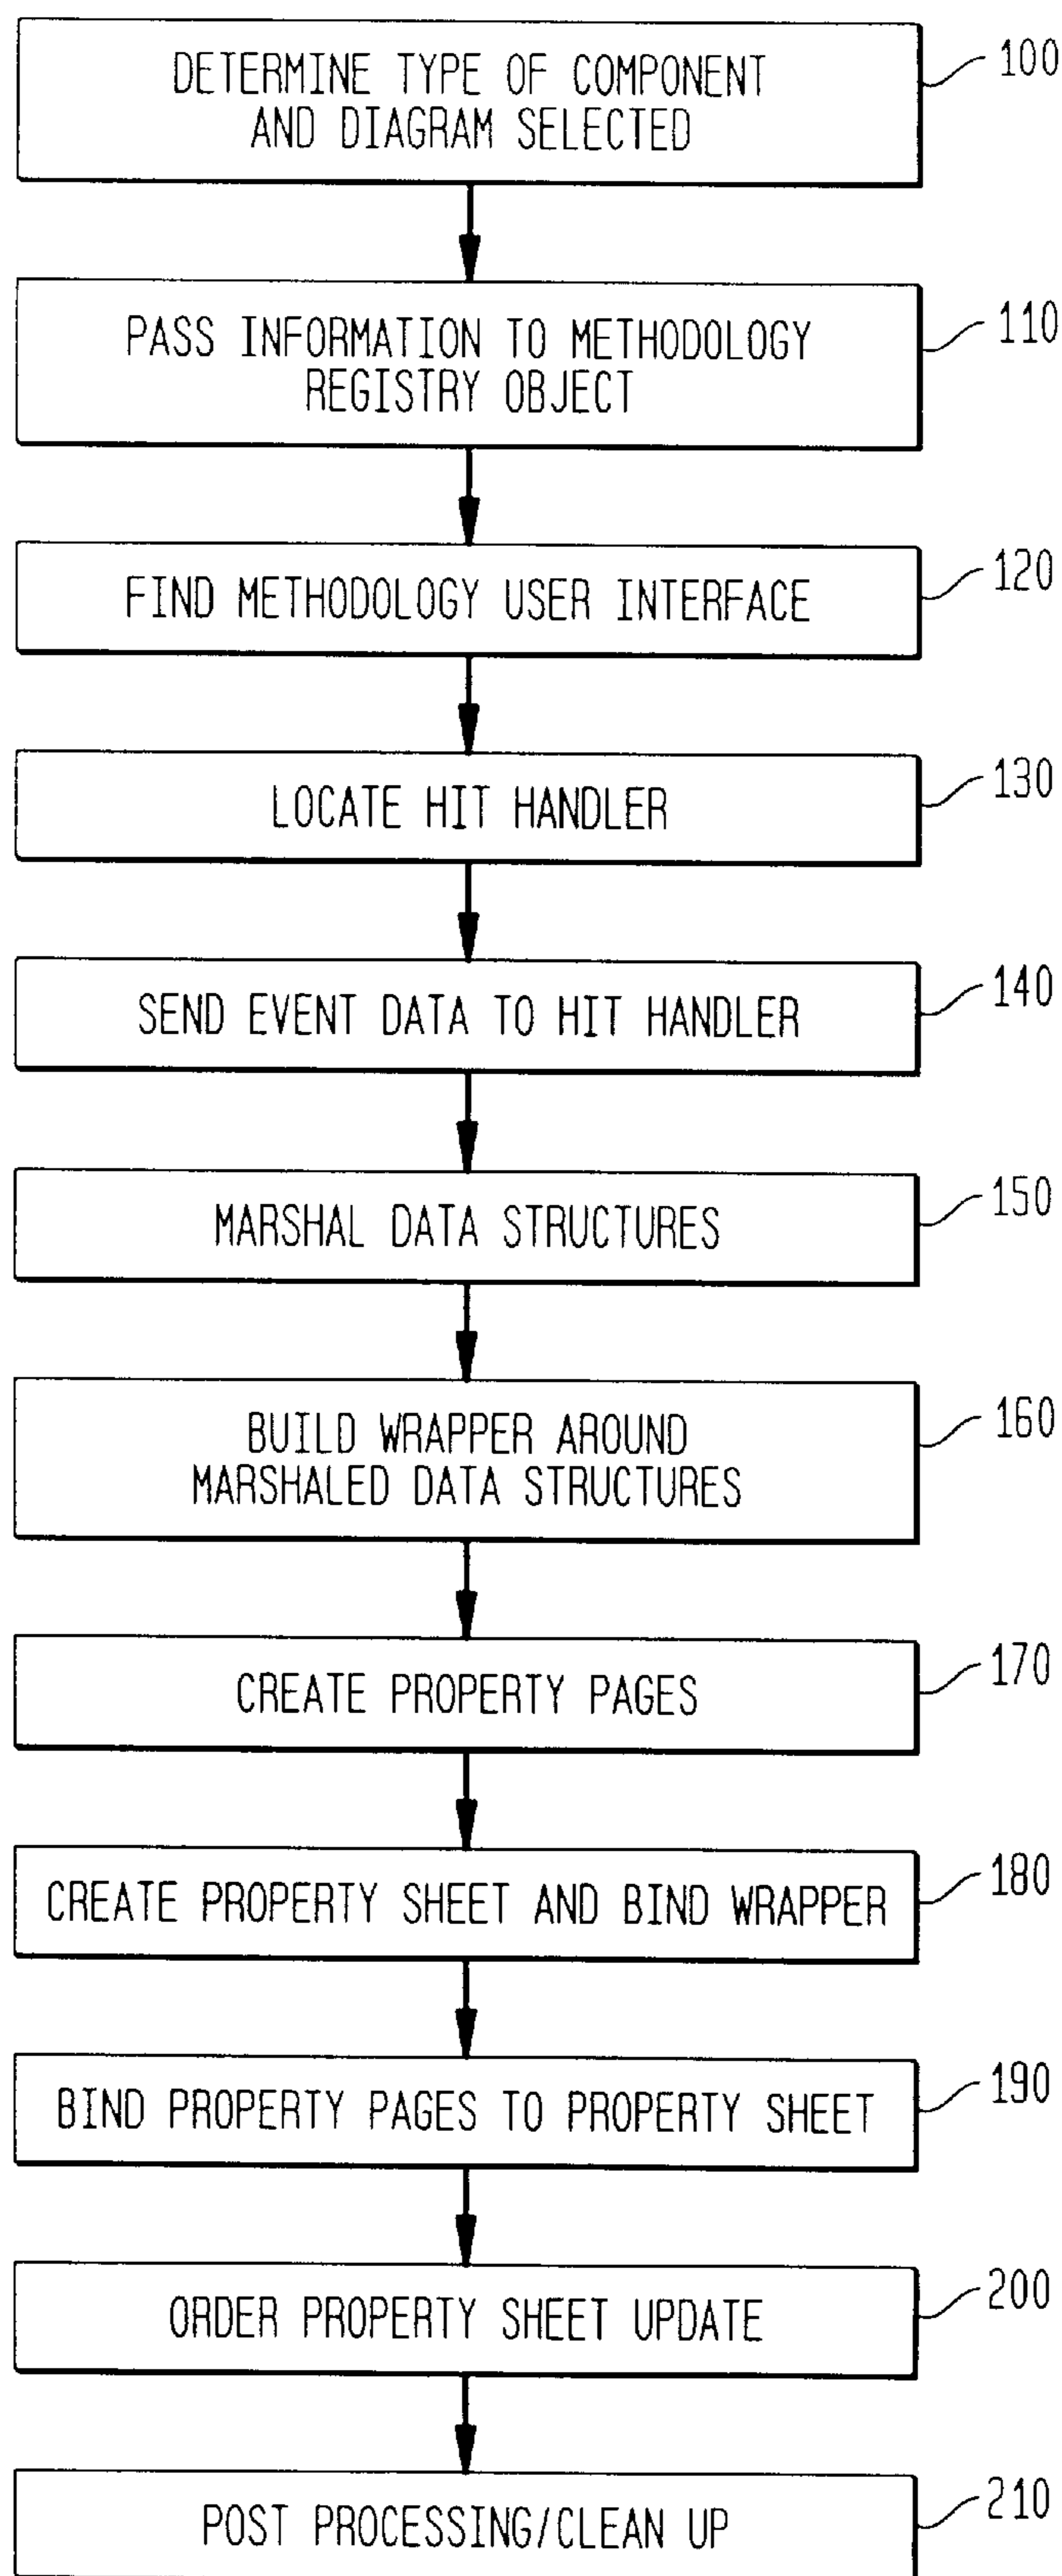 DETERMINE TYPE OF COMPONENT
AND DIAGRAM SELECTED
100
PASS INFORMATION TO METHODOLOGY
REGISTRY OBJECT
110
FIND METHODOLOGY USER INTERFACE
120
LOCATE HIT HANDLER
130
SEND EVENT DATA TO HIT HANDLER
140
MARSHAL DATA STRUCTURES
150
BUILD WRAPPER AROUND
MARSHALED DATA STRUCTURES
160
CREATE PROPERTY PAGES
170
CREATE PROPERTY SHEET AND BIND WRAPPER
180
BIND PROPERTY PAGES TO PROPERTY SHEET
190
ORDER PROPERTY SHEET UPDATE
200
POST PROCESSING/CLEAN UP
210